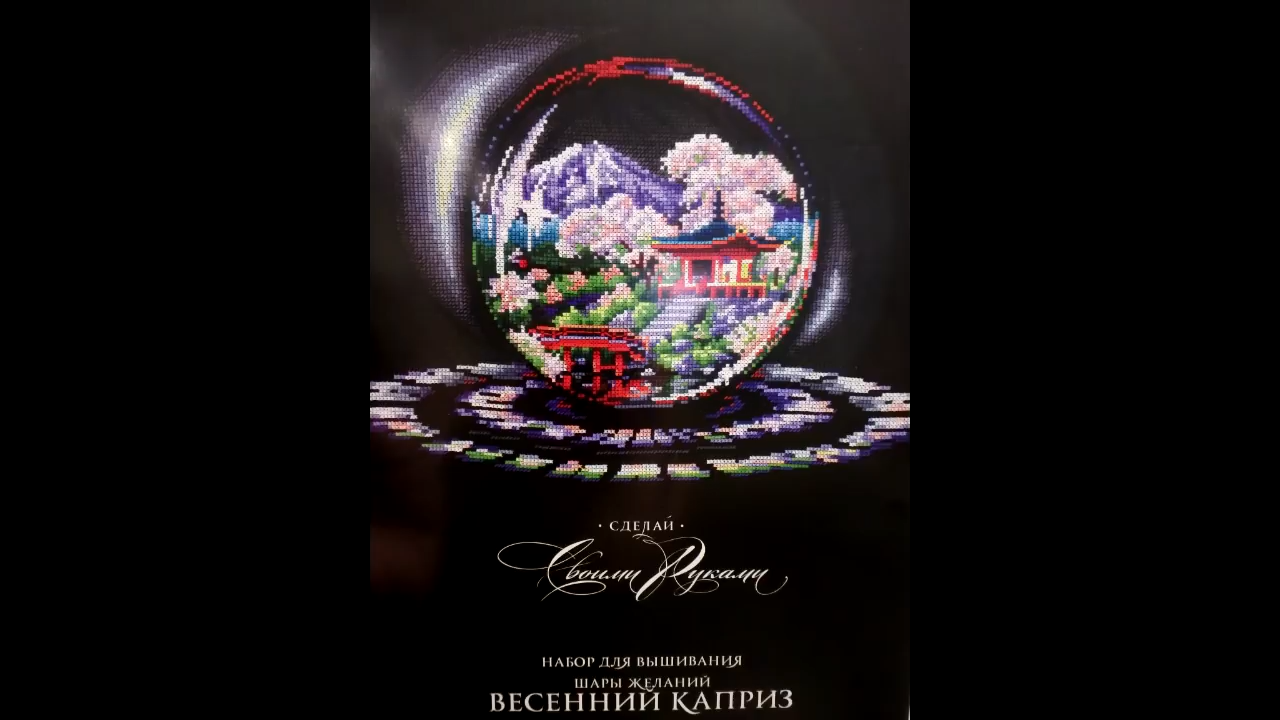 · СДЕЛАЙ ·
Своими Руками
НАБОР ДЛЯ ВЫШИВАНИЯ
ШАРЫ ЖЕЛАНИЙ
ВЕСЕННИЙ КАПРИЗ